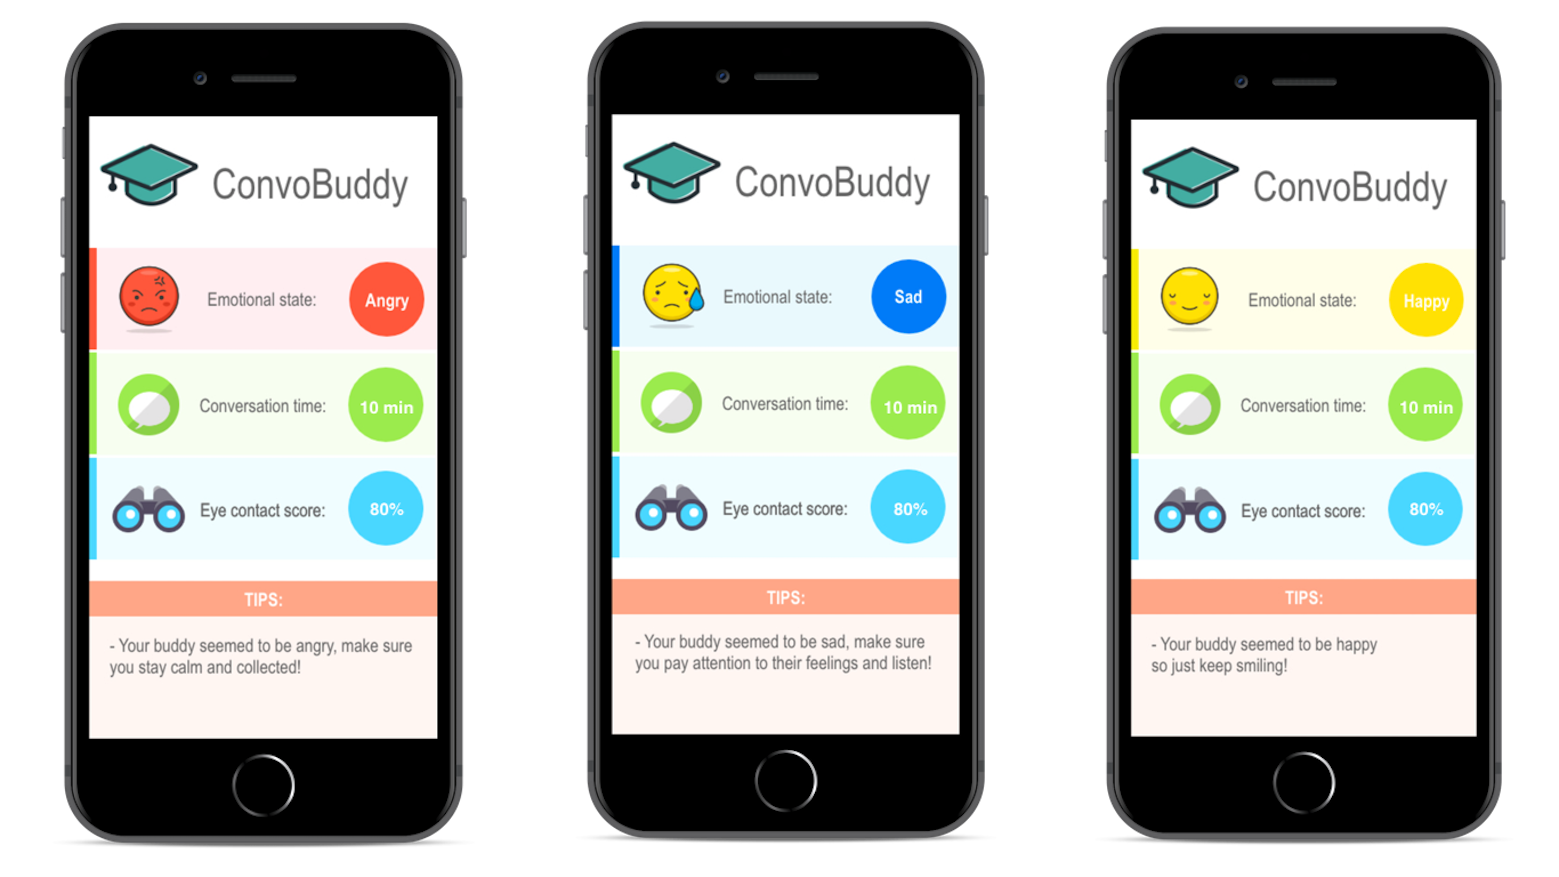 ConvoBuddy
Emotional state:
Angry
Conversation time:
10 min
Eye contact score:
80%
TIPS:
- Your buddy seemed to be angry, make sure
you stay calm and collected!
ConvoBuddy
Emotional state:
Sad
Conversation time:
10 min
Eye contact score:
80%
TIPS:
- Your buddy seemed to be sad, make sure
you pay attention to their feelings and listen!
ConvoBuddy
Emotional state:
Happy
Conversation time:
10 min
Eye contact score:
80%
TIPS:
- Your buddy seemed to be happy
so just keep smiling!